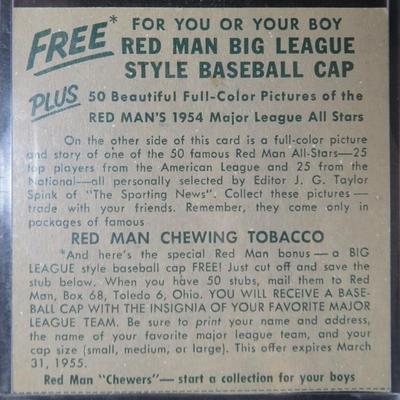 FREE* FOR YOU OR YOUR BOY
RED MAN BIG LEAGUE
STYLE BASEBALL CAP
PLUS 50 Beautiful Full-Color Pictures of the
RED MAN'S 1954 Major League All Stars
On the other side of this card is a full-color picture
and story of one of the 50 famous Red Man All-Stars—25
top players from the American League and 25 from the
National—all personally selected by Editor J. G. Taylor
Spink of "The Sporting News". Collect these pictures—
trade with your friends. Remember, they come only in
packages of famous
RED MAN CHEWING TOBACCO
*And here's the special Red Man bonus—a BIG
LEAGUE style baseball cap FREE! Just cut off and save the
stub below. When you have 50 stubs, mail them to Red
Man, Box 68, Toledo 6, Ohio. YOU WILL RECEIVE A BASE-
BALL CAP WITH THE INSIGNIA OF YOUR FAVORITE MAJOR
LEAGUE TEAM. Be sure to print your name and address,
the name of your favorite major league team, and your
cap size (small, medium, or large). This offer expires March
31, 1955.
Red Man "Chewers"—start a collection for your boys